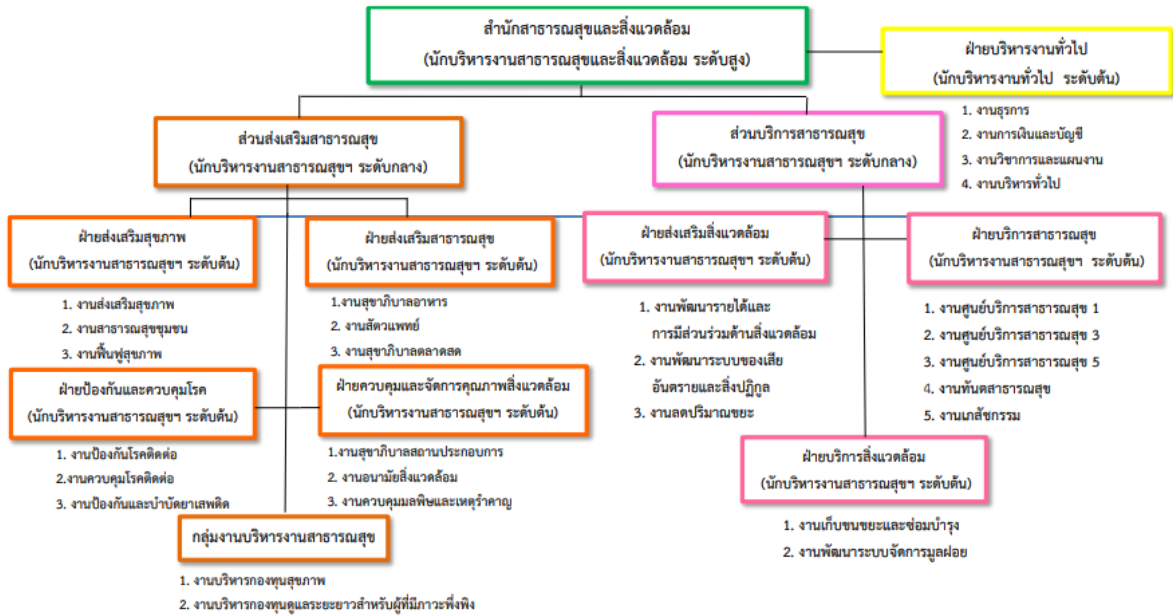 สำนักสาธารณสุขและสิ่งแวดล้อม
(นักบริหารงานสาธารณสุขและสิ่งแวดล้อม ระดับสูง)
ฝ่ายบริหารงานทั่วไป
(นักบริหารงานทั่วไป ระดับต้น)
1. งานธุรการ
2. งานการเงินและบัญชี
3. งานวิชาการและแผนงาน
4. งานบริหารทั่วไป
ส่วนส่งเสริมสาธารณสุข
(นักบริหารงานสาธารณสุขฯ ระดับกลาง)
ส่วนบริการสาธารณสุข
(นักบริหารงานสาธารณสุขฯ ระดับกลาง)
ฝ่ายส่งเสริมสุขภาพ
(นักบริหารงานสาธารณสุขฯ ระดับต้น)
1. งานส่งเสริมสุขภาพ
2. งานสาธารณสุขชุมชน
3. งานฟื้นฟูสุขภาพ
ฝ่ายส่งเสริมสาธารณสุข
(นักบริหารงานสาธารณสุขฯ ระดับต้น)
1.งานสุขาภิบาลอาหาร
2. งานสัตวแพทย์
3. งานสุขาภิบาลตลาดสด
ฝ่ายส่งเสริมสิ่งแวดล้อม
(นักบริหารงานสาธารณสุขฯ ระดับต้น)
1. งานพัฒนารายได้และ
การมีส่วนร่วมด้านสิ่งแวดล้อม
2. งานพัฒนาระบบของเสีย
อันตรายและสิ่งปฏิกูล
3. งานลดปริมาณขยะ
ฝ่ายบริการสาธารณสุข
(นักบริหารงานสาธารณสุขฯ ระดับต้น)
1. งานศูนย์บริการสาธารณสุข 1
2. งานศูนย์บริการสาธารณสุข 3
3. งานศูนย์บริการสาธารณสุข 5
4. งานทันตสาธารณสุข
5. งานเภสัชกรรม
ฝ่ายป้องกันและควบคุมโรค
(นักบริหารงานสาธารณสุขฯ ระดับต้น)
1. งานป้องกันโรคติดต่อ
2.งานควบคุมโรคติดต่อ
3. งานป้องกันและบำบัดยาเสพติด
ฝ่ายควบคุมและจัดการคุณภาพสิ่งแวดล้อม
(นักบริหารงานสาธารณสุขฯ ระดับต้น)
1.งานสุขาภิบาลสถานประกอบการ
2. งานอนามัยสิ่งแวดล้อม
3. งานควบคุมมลพิษและเหตุรำคาญ
ฝ่ายบริการสิ่งแวดล้อม
(นักบริหารงานสาธารณสุขฯ ระดับต้น)
1. งานเก็บขนขยะและซ่อมบำรุง
2. งานพัฒนาระบบจัดการมูลฝอย
กลุ่มงานบริหารงานสาธารณสุข
1. งานบริหารกองทุนสุขภาพ
2. งานบริหารกองทุนดูแลระยะยาวสำหรับผู้ที่มีภาวะพึ่งพิง